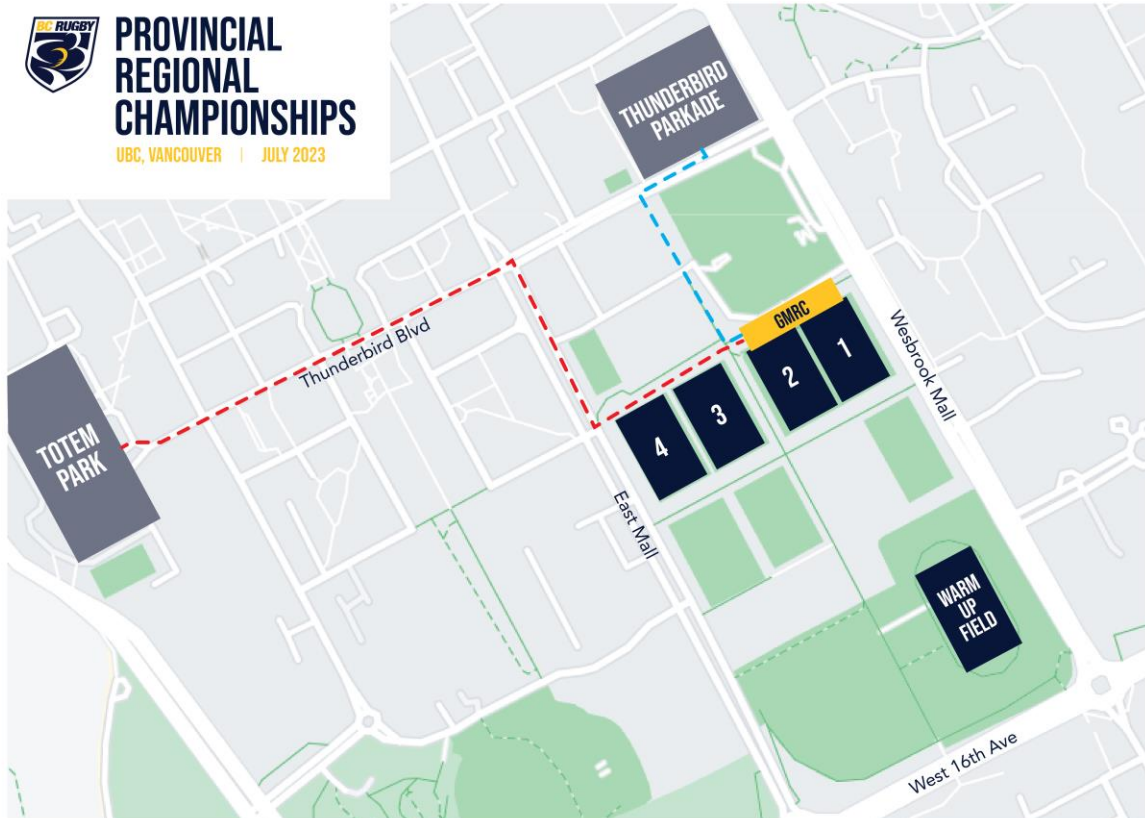 BC RUGBY
PROVINCIAL
REGIONAL
CHAMPIONSHIPS
UBC, VANCOUVER | JULY 2023
THUNDERBIRD
PARKADE
GMRC
1
2
3
4
Thunderbird Blvd
Wesbrook Mall
TOTEM
PARK
East Mall
WARM
UP
FIELD
West 16th Ave